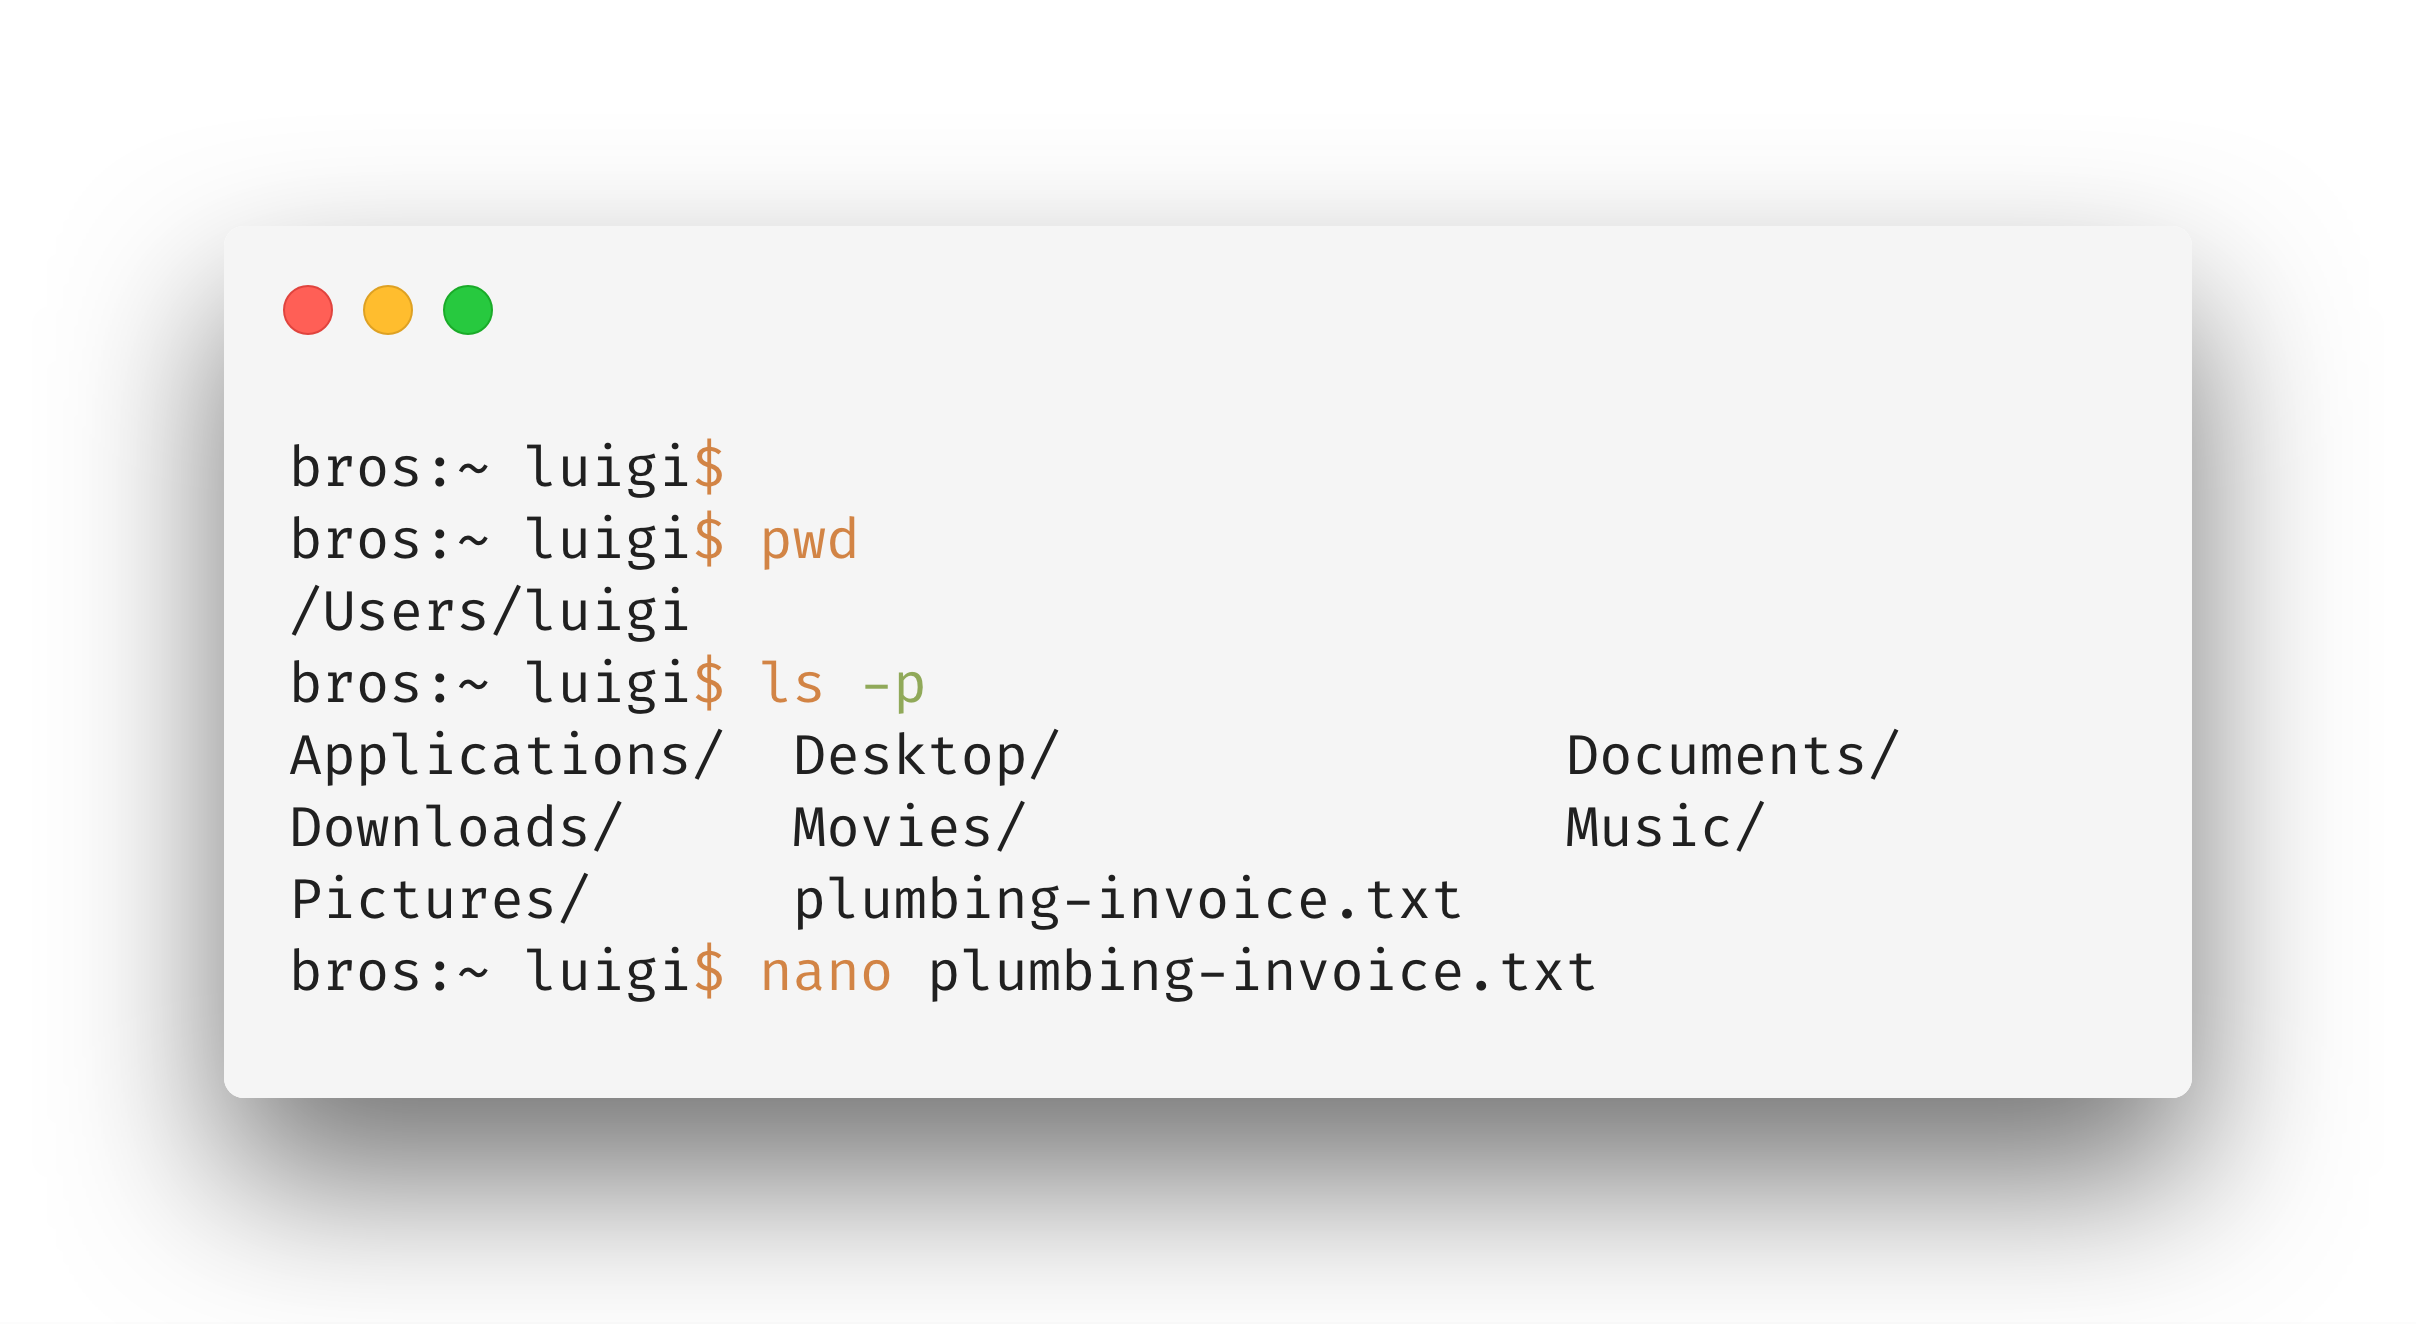 bros:~ luigi$
bros:~ luigi$ pwd
/Users/luigi
bros:~ luigi$ ls -p
Applications/  Desktop/               Documents/
Downloads/     Movies/                Music/
Pictures/      plumbing-invoice.txt
bros:~ luigi$ nano plumbing-invoice.txt